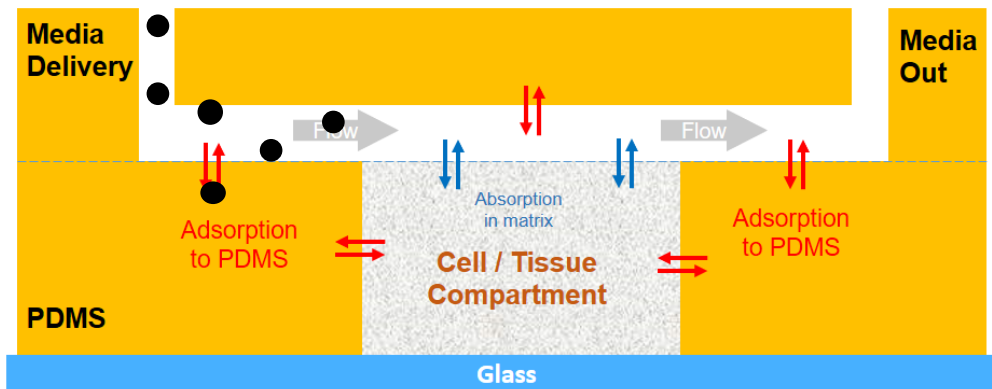 Media
Delivery
Media
Out
Flow
Flow
Absorption
in matrix
Adsorption
to PDMS
Adsorption
to PDMS
Cell / Tissue
Compartment
PDMS
Glass